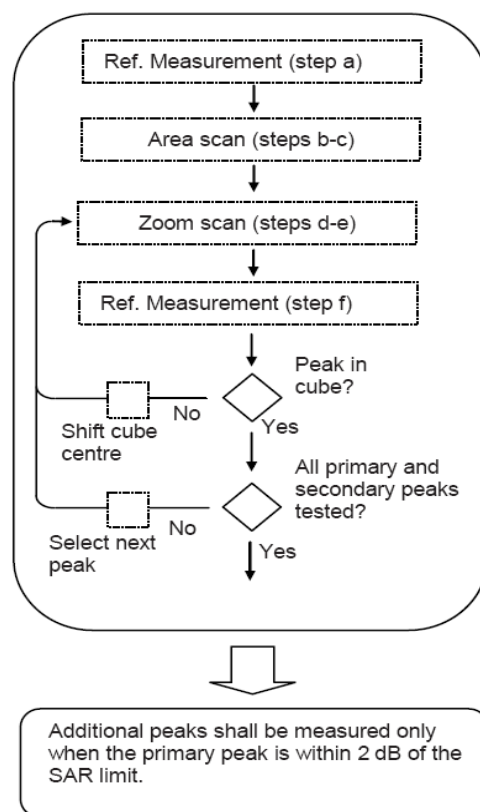 Ref. Measurement (step a)
Area scan (steps b-c)
Zoom scan (steps d-e)
Ref. Measurement (step f)
Peak in
cube?
No
Yes
Shift cube
centre
All primary and
secondary peaks
tested?
No
Yes
Select next
peak
Additional peaks shall be measured only
when the primary peak is within 2 dB of the
SAR limit.